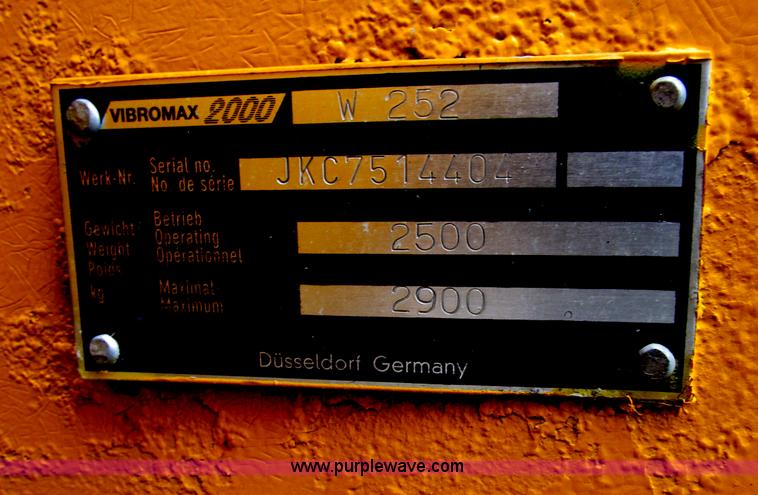 VIBROMAX 2000 W 252
Werk-Nr. Serial no. JKC7514404
No. de série
Gewicht Betrieb
Weight Operating 2500
Poids Opérationnel
kg Maximal 2900
Maximum
Düsseldorf Germany
www.purplewave.com